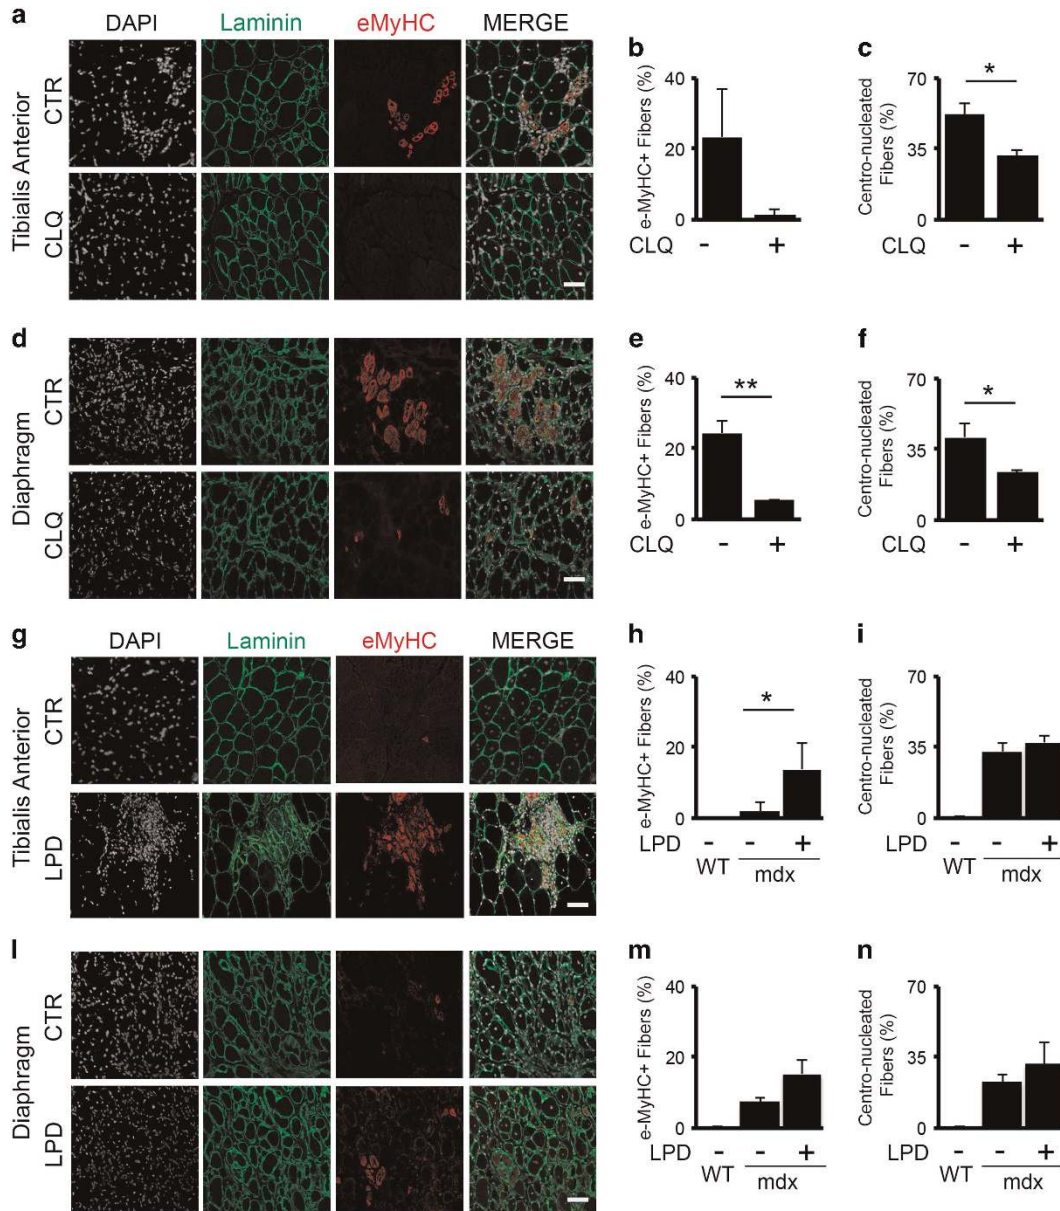 a
DAPI Laminin eMyHC MERGE
Tibialis Anterior
CTR
CLQ
b
e-MyHC+ Fibers (%)
40
20
0
CLQ - +
c
Centro-nucleated
Fibers (%)
70
35
0
*
CLQ - +
d
Diaphragm
CTR
CLQ
e
e-MyHC+ Fibers (%)
40
20
0
**
CLQ - +
f
Centro-nucleated
Fibers (%)
70
35
0
*
CLQ - +
g
DAPI Laminin eMyHC MERGE
Tibialis Anterior
CTR
LPD
h
e-MyHC+ Fibers (%)
40
20
0
*
LPD - - +
WT mdx
i
Centro-nucleated
Fibers (%)
70
35
0
LPD - - +
WT mdx
l
Diaphragm
CTR
LPD
m
e-MyHC+ Fibers (%)
40
20
0
LPD - - +
WT mdx
n
Centro-nucleated
Fibers (%)
70
35
0
LPD - - +
WT mdx